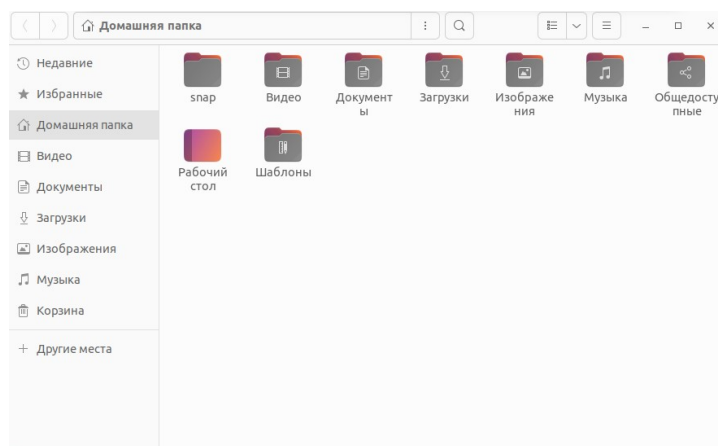 Домашняя папка
Недавние
Избранные
Домашняя папка
Видео
Документы
Загрузки
Изображения
Музыка
Корзина
Другие места
snap
Видео
Документ
ы
Загрузки
Изображе
ния
Музыка
Общедосту
пные
Рабочий
стол
Шаблоны